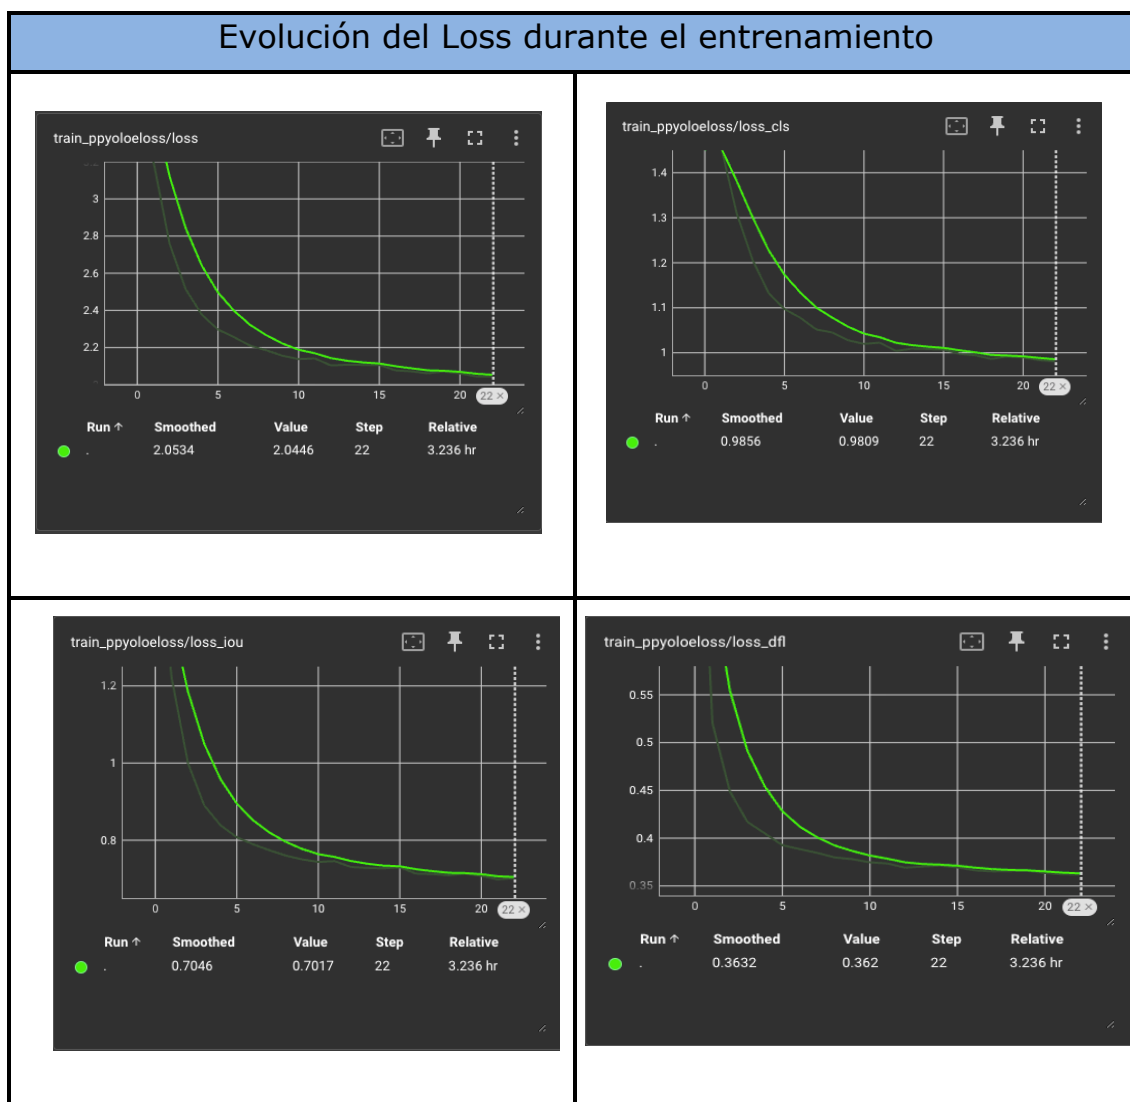 Evolución del Loss durante el entrenamiento
train_ppyoloeloss/loss
3
2.8
2.6
2.4
2.2
0 5 10 15 20 22 ×
Run ↑ Smoothed Value Step Relative
. 2.0534 2.0446 22 3.236 hr
train_ppyoloeloss/loss_cls
1.4
1.3
1.2
1.1
1
0 5 10 15 20 22 ×
Run ↑ Smoothed Value Step Relative
. 0.9856 0.9809 22 3.236 hr
train_ppyoloeloss/loss_iou
1.2
1
0.8
0 5 10 15 20 22 ×
Run ↑ Smoothed Value Step Relative
. 0.7046 0.7017 22 3.236 hr
train_ppyoloeloss/loss_dfl
0.55
0.5
0.45
0.4
0.35
0 5 10 15 20 22 ×
Run ↑ Smoothed Value Step Relative
. 0.3632 0.362 22 3.236 hr